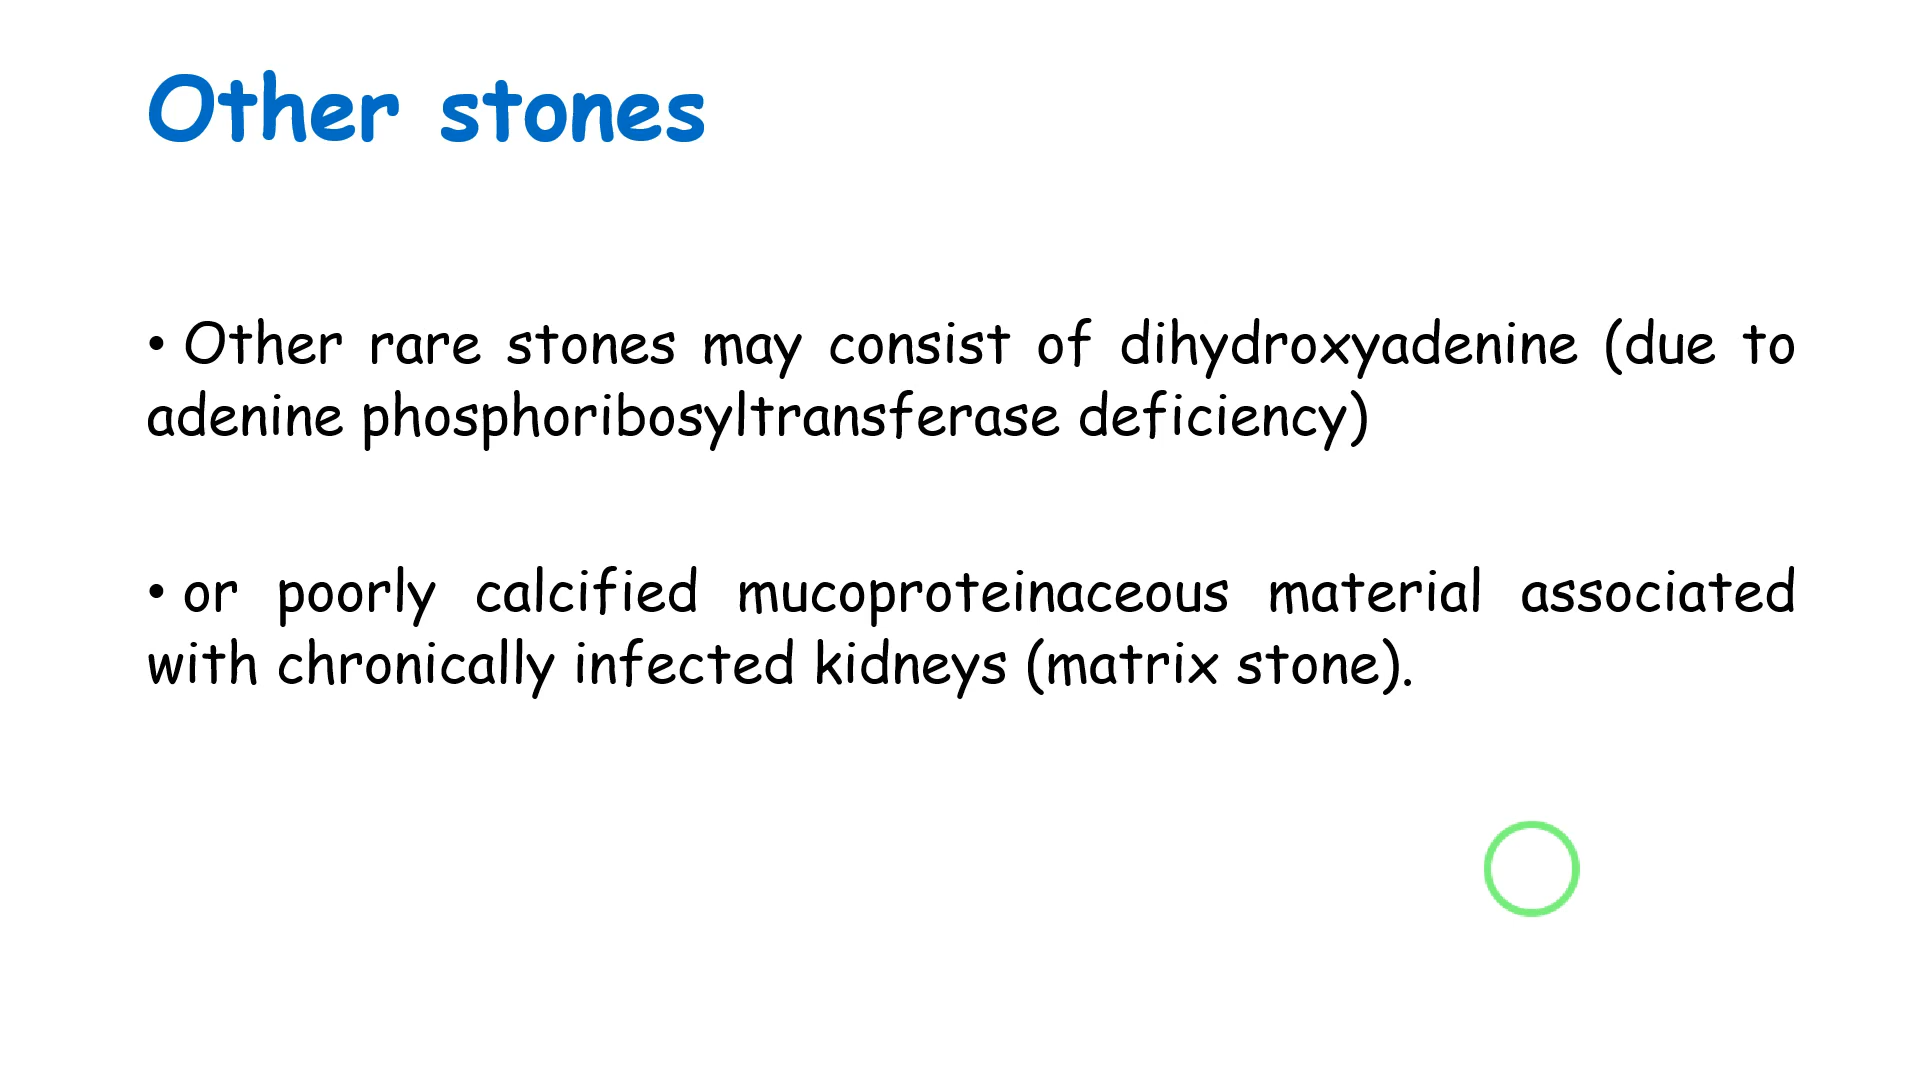 Other stones
• Other rare stones may consist of dihydroxyadenine (due to
adenine phosphoribosyltransferase deficiency)
• or poorly calcified mucoproteinaceous material associated
with chronically infected kidneys (matrix stone).